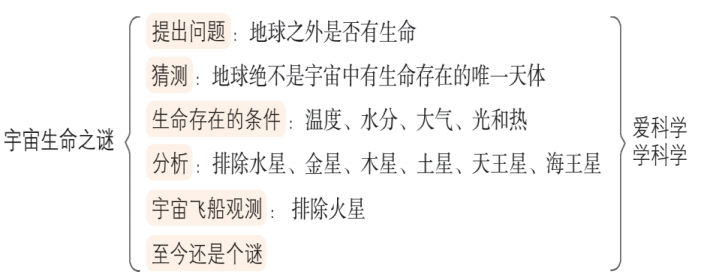 提出问题：地球之外是否有生命
猜测：地球绝不是宇宙中有生命存在的唯一天体
生命存在的条件：温度、水分、大气、光和热
宇宙生命之谜
分析：排除水星、金星、木星、土星、天王星、海王星
宇宙飞船观测：排除火星
至今还是个谜
爱科学
学科学